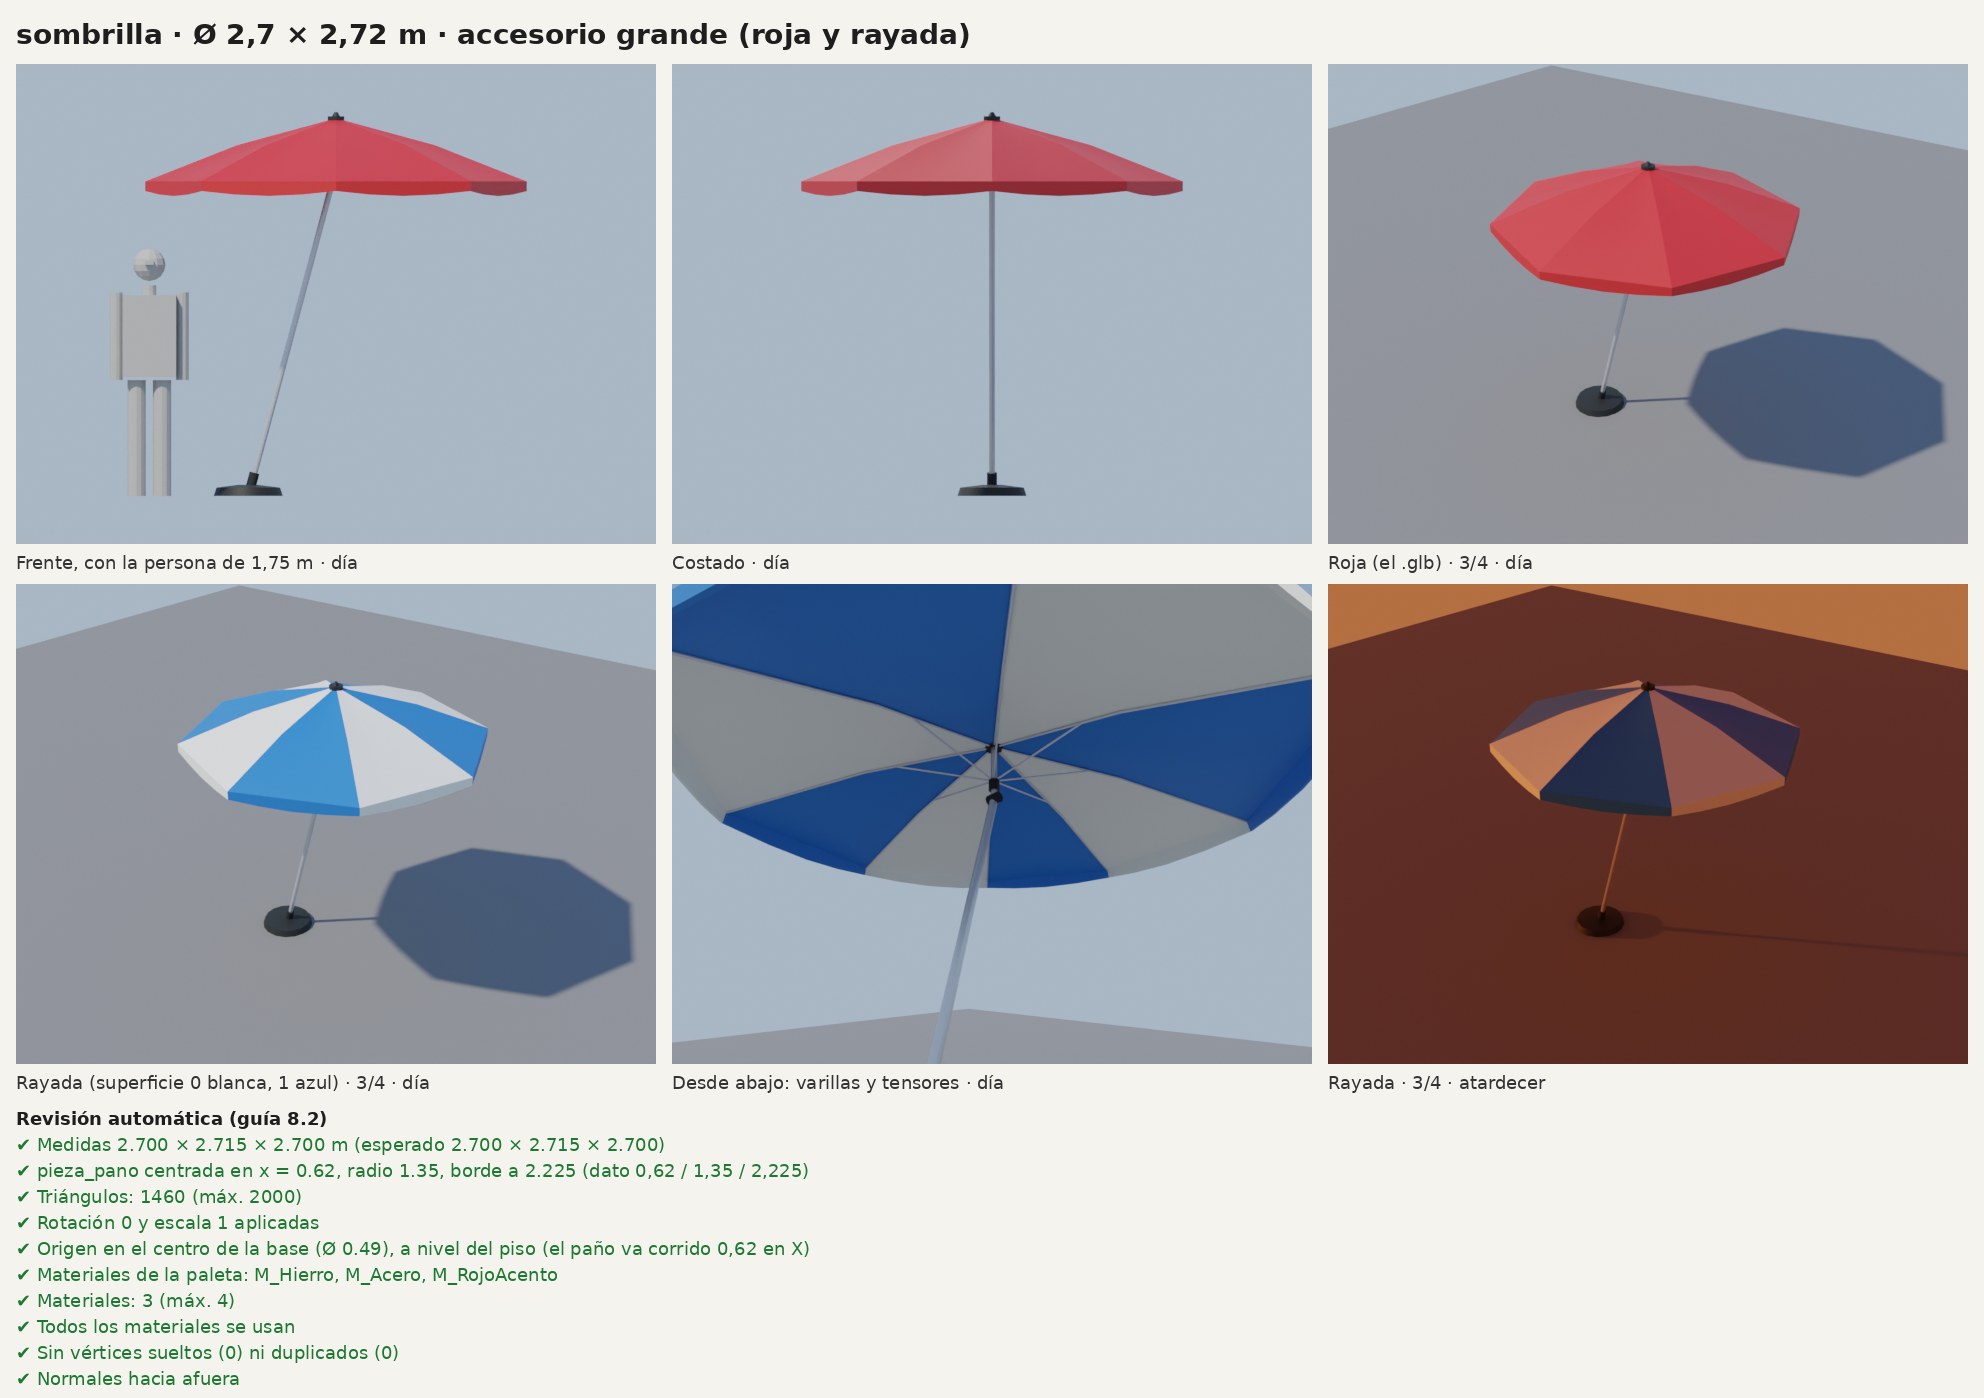 sombrilla · Ø 2,7 × 2,72 m · accesorio grande (roja y rayada)
Frente, con la persona de 1,75 m · día
Costado · día
Roja (el .glb) · 3/4 · día
Rayada (superficie 0 blanca, 1 azul) · 3/4 · día
Desde abajo: varillas y tensores · día
Rayada · 3/4 · atardecer
Revisión automática (guía 8.2)
✔ Medidas 2.700 × 2.715 × 2.700 m (esperado 2.700 × 2.715 × 2.700)
✔ pieza_pano centrada en x = 0.62, radio 1.35, borde a 2.225 (dato 0,62 / 1,35 / 2,225)
✔ Triángulos: 1460 (máx. 2000)
✔ Rotación 0 y escala 1 aplicadas
✔ Origen en el centro de la base (Ø 0.49), a nivel del piso (el paño va corrido 0,62 en X)
✔ Materiales de la paleta: M_Hierro, M_Acero, M_RojoAcento
✔ Materiales: 3 (máx. 4)
✔ Todos los materiales se usan
✔ Sin vértices sueltos (0) ni duplicados (0)
✔ Normales hacia afuera